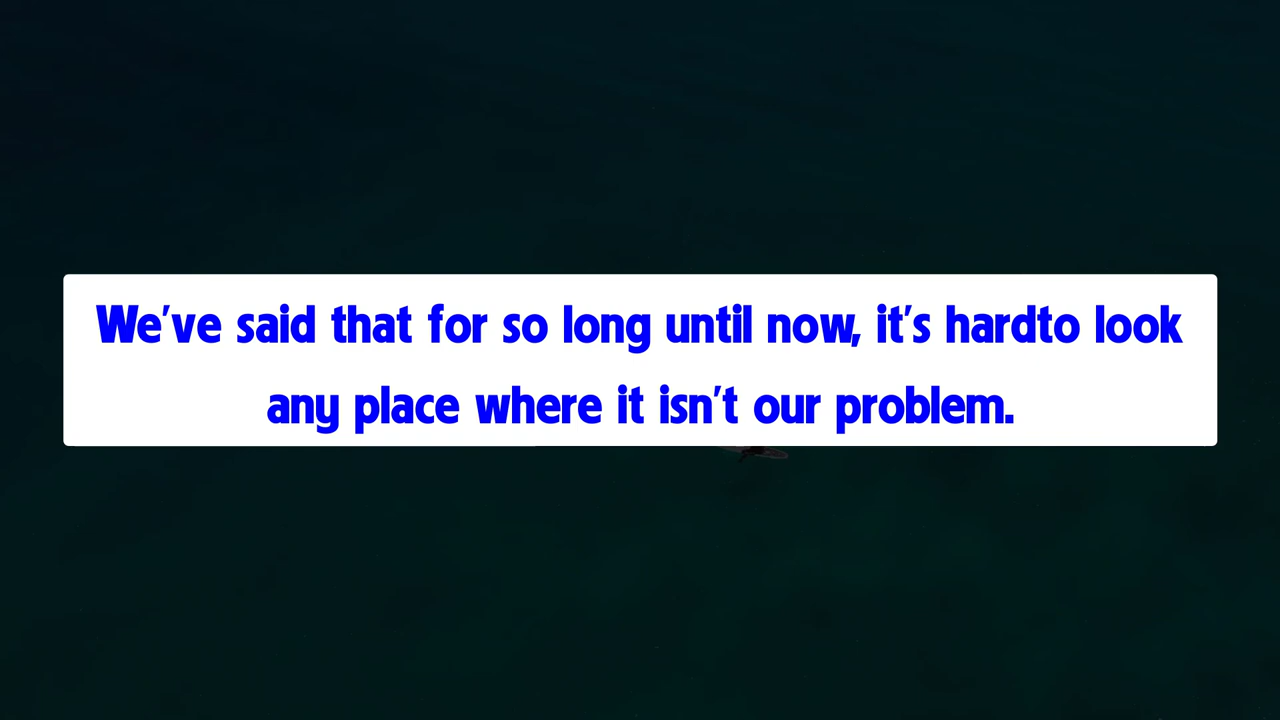 We've said that for so long until now, it's hardto look
any place where it isn't our problem.